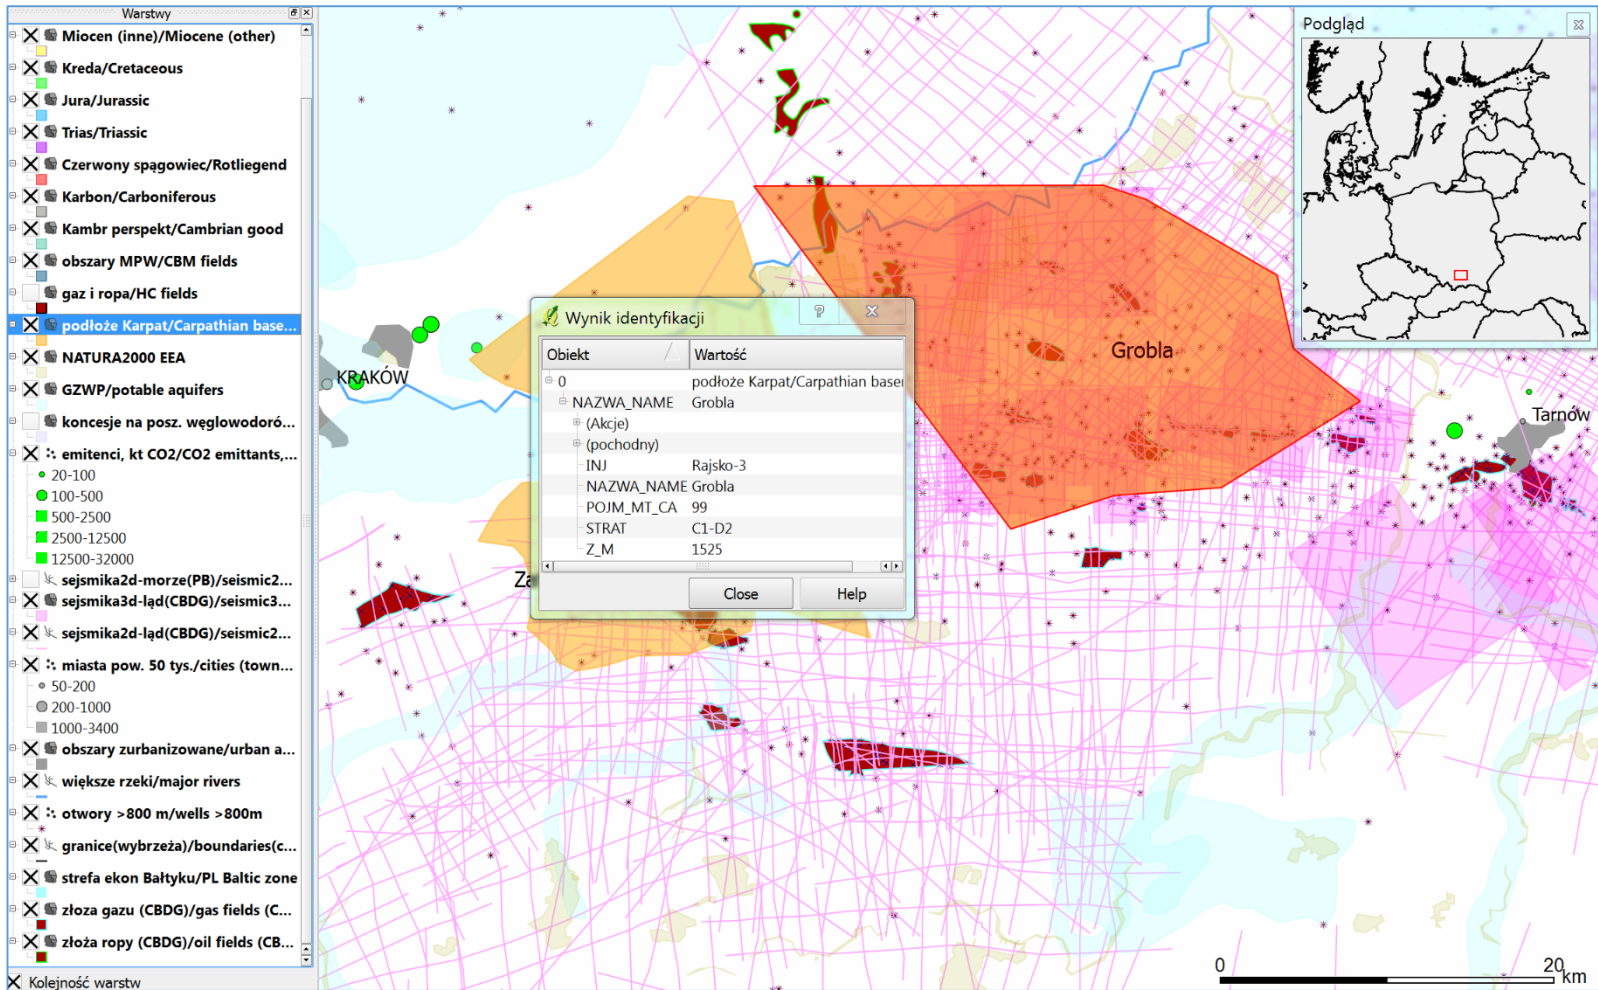 Warstwy
Miocen (inne)/Miocene (other)
Kreda/Cretaceous
Jura/Jurassic
Trias/Triassic
Czerwony spągowiec/Rotliegend
Karbon/Carboniferous
Kambr perspekt/Cambrian good
obszary MPW/CBM fields
gaz i ropa/HC fields
podłoże Karpat/Carpathian base...
NATURA2000 EEA
GZWP/potable aquifers
koncesje na posz. węglowodoró...
emitenci, kt CO2/CO2 emittants,...
20-100
100-500
500-2500
2500-12500
12500-32000
sejsmika2d-morze(PB)/seismic2...
sejsmika3d-ląd(CBDG)/seismic3...
sejsmika2d-ląd(CBDG)/seismic2...
miasta pow. 50 tys./cities (town...
50-200
200-1000
1000-3400
obszary zurbanizowane/urban a...
większe rzeki/major rivers
otwory >800 m/wells >800m
granice(wybrzeża)/boundaries(c...
strefa ekon Bałtyku/PL Baltic zone
złoza gazu (CBDG)/gas fields (C...
złoża ropy (CBDG)/oil fields (CB...
Kolejność warstw
KRAKÓW
Za
Grobla
Tarnów
Podgląd
Wynik identyfikacji
Obiekt Wartość
0 podłoże Karpat/Carpathian baser
NAZWA_NAME Grobla
(Akcje)
(pochodny)
INJ Rajsko-3
NAZWA_NAME Grobla
POJM_MT_CA 99
STRAT C1-D2
Z_M 1525
Close Help
0 20 km